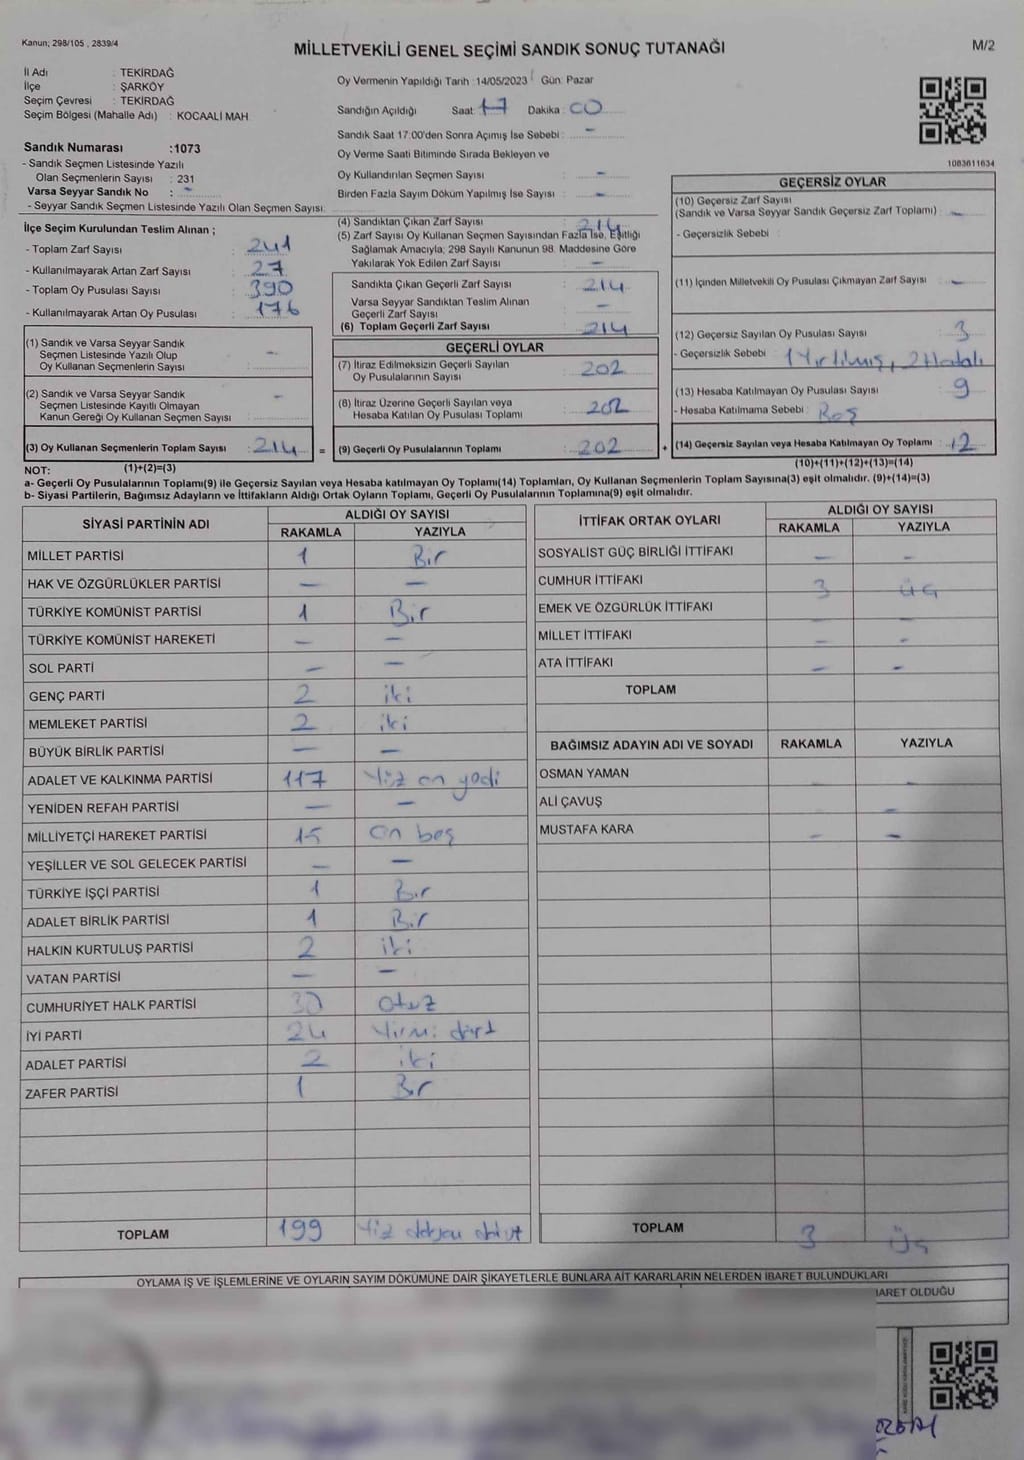 Kanun; 298/105 , 2839/4
MİLLETVEKİLİ GENEL SEÇİMİ SANDIK SONUÇ TUTANAĞI
M/2
İl Adı : TEKİRDAĞ
İlçe : ŞARKÖY
Seçim Çevresi : TEKİRDAĞ
Seçim Bölgesi (Mahalle Adı) : KOCAALİ MAH
Sandık Numarası :1073
- Sandık Seçmen Listesinde Yazılı
Olan Seçmenlerin Sayısı : 231
Varsa Seyyar Sandık No : -
- Seyyar Sandık Seçmen Listesinde Yazılı Olan Seçmen Sayısı:
Oy Vermenin Yapıldığı Tarih :14/05/2023 Gün: Pazar
Sandığın Açıldığı Saat: 17 Dakika : 00
Sandık Saat 17:00'den Sonra Açımış İse Sebebi : -
Oy Verme Saati Bitiminde Sırada Bekleyen ve
Oy Kullandırılan Seçmen Sayısı : -
Birden Fazla Sayım Döküm Yapılmış İse Sayısı : -
1083611634
İlçe Seçim Kurulundan Teslim Alınan ;
- Toplam Zarf Sayısı : 241
- Kullanılmayarak Artan Zarf Sayısı : 27
- Toplam Oy Pusulası Sayısı : 390
- Kullanılmayarak Artan Oy Pusulası : 176
(1) Sandık ve Varsa Seyyar Sandık
Seçmen Listesinde Yazılı Olup
Oy Kullanan Seçmenlerin Sayısı : -
(2) Sandık ve Varsa Seyyar Sandık
Seçmen Listesinde Kayıtlı Olmayan
Kanun Gereği Oy Kullanan Seçmen Sayısı : -
(3) Oy Kullanan Seçmenlerin Toplam Sayısı : 214 =
(4) Sandıktan Çıkan Zarf Sayısı : 214
(5) Zarf Sayısı Oy Kullanan Seçmen Sayısından Fazla İse, Eşitliği
Sağlamak Amacıyla; 298 Sayılı Kanunun 98. Maddesine Göre
Yakılarak Yok Edilen Zarf Sayısı : -
Sandıkta Çıkan Geçerli Zarf Sayısı : 214
Varsa Seyyar Sandıktan Teslim Alınan
Geçerli Zarf Sayısı : -
(6) Toplam Geçerli Zarf Sayısı : 214
GEÇERLİ OYLAR
(7) İtiraz Edilmeksizin Geçerli Sayılan
Oy Pusulalarının Sayısı : 202
(8) İtiraz Üzerine Geçerli Sayılan veya
Hesaba Katılan Oy Pusulası Toplamı : 202
(9) Geçerli Oy Pusulalarının Toplamı : 202 +
GEÇERSİZ OYLAR
(10) Geçersiz Zarf Sayısı
(Sandık ve Varsa Seyyar Sandık Geçersiz Zarf Toplamı) : -
- Geçersizlik Sebebi :
(11) İçinden Milletvekili Oy Pusulası Çıkmayan Zarf Sayısı : -
(12) Geçersiz Sayılan Oy Pusulası Sayısı : 3
- Geçersizlik Sebebi : 1 Yırtılmış, 2 Hatalı
(13) Hesaba Katılmayan Oy Pusulası Sayısı : 9
- Hesaba Katılmama Sebebi : Boş
(14) Geçersiz Sayılan veya Hesaba Katılmayan Oy Toplamı : 12
NOT: (1)+(2)=(3)
(10)+(11)+(12)+(13)=(14)
a- Geçerli Oy Pusulalarının Toplamı(9) ile Geçersiz Sayılan veya Hesaba katılmayan Oy Toplamı(14) Toplamları, Oy Kullanan Seçmenlerin Toplam Sayısına(3) eşit olmalıdır. (9)+(14)=(3)
b- Siyasi Partilerin, Bağımsız Adayların ve İttifakların Aldığı Ortak Oyların Toplamı, Geçerli Oy Pusulalarının Toplamına(9) eşit olmalıdır.
SİYASİ PARTİNİN ADI ALDIĞI OY SAYISI
RAKAMLA YAZIYLA
MİLLET PARTİSİ 1 Bir
HAK VE ÖZGÜRLÜKLER PARTİSİ - -
TÜRKİYE KOMÜNİST PARTİSİ 1 Bir
TÜRKİYE KOMÜNİST HAREKETİ - -
SOL PARTİ - -
GENÇ PARTİ 2 iki
MEMLEKET PARTİSİ 2 iki
BÜYÜK BİRLİK PARTİSİ - -
ADALET VE KALKINMA PARTİSİ 117 Yüz on yedi
YENİDEN REFAH PARTİSİ - -
MİLLİYETÇİ HAREKET PARTİSİ 15 on beş
YEŞİLLER VE SOL GELECEK PARTİSİ - -
TÜRKİYE İŞÇİ PARTİSİ 1 Bir
ADALET BİRLİK PARTİSİ 1 Bir
HALKIN KURTULUŞ PARTİSİ 2 iki
VATAN PARTİSİ - -
CUMHURİYET HALK PARTİSİ 30 otuz
İYİ PARTİ 24 Yirmi dört
ADALET PARTİSİ 2 iki
ZAFER PARTİSİ 1 Bir
TOPLAM 199 Yüz doksan dokuz
İTTİFAK ORTAK OYLARI ALDIĞI OY SAYISI
RAKAMLA YAZIYLA
SOSYALİST GÜÇ BİRLİĞİ İTTİFAKI - -
CUMHUR İTTİFAKI 3 üç
EMEK VE ÖZGÜRLÜK İTTİFAKI - -
MİLLET İTTİFAKI - -
ATA İTTİFAKI - -
TOPLAM
BAĞIMSIZ ADAYIN ADI VE SOYADI RAKAMLA YAZIYLA
OSMAN YAMAN - -
ALİ ÇAVUŞ -
MUSTAFA KARA - -
TOPLAM 3 Üç
OYLAMA İŞ VE İŞLEMLERİNE VE OYLARIN SAYIM DÖKÜMÜNE DAİR ŞİKAYETLERLE BUNLARA AİT KARARLARIN NELERDEN İBARET BULUNDUKLARI
BARET OLDUĞU